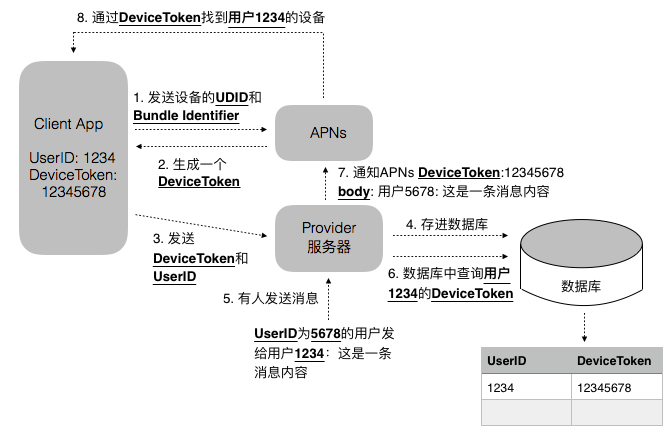 8. 通过DeviceToken找到用户1234的设备
Client App
UserID: 1234
DeviceToken:
12345678
1. 发送设备的UDID和
Bundle Identifier
APNs
2. 生成一个
DeviceToken
7. 通知APNs DeviceToken:12345678
body: 用户5678: 这是一条消息内容
3. 发送
DeviceToken和
UserID
Provider
服务器
4. 存进数据库
6. 数据库中查询用户
1234的DeviceToken
数据库
5. 有人发送消息
UserID为5678的用户发
给用户1234：这是一条
消息内容
UserID DeviceToken
1234 12345678